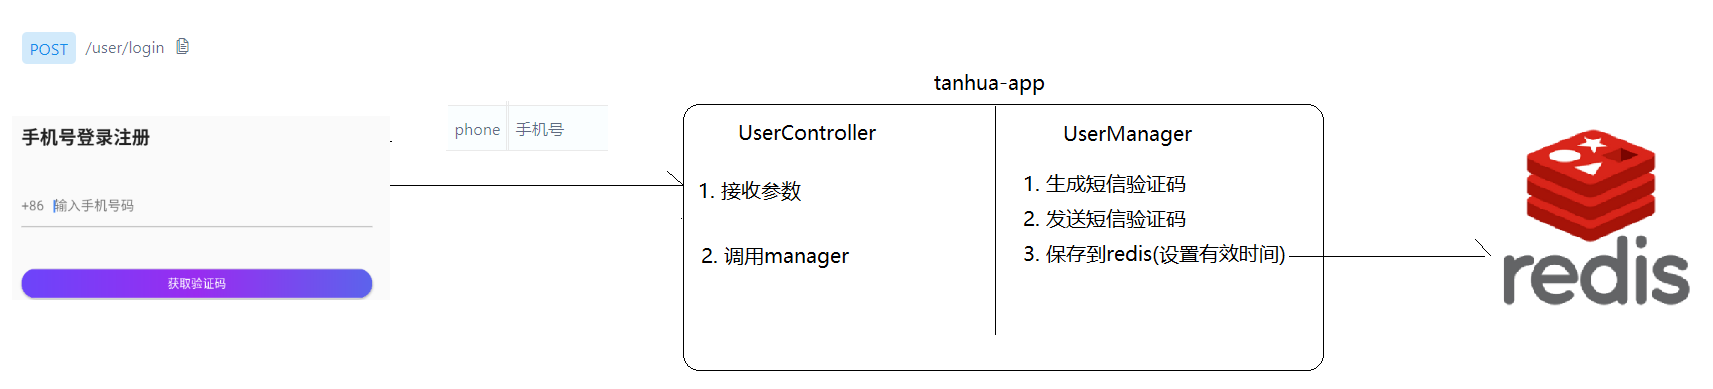 POST /user/login
手机号登录注册
+86 输入手机号码
获取验证码
phone 手机号
tanhua-app
UserController
1. 接收参数
2. 调用manager
UserManager
1. 生成短信验证码
2. 发送短信验证码
3. 保存到redis(设置有效时间)
redis